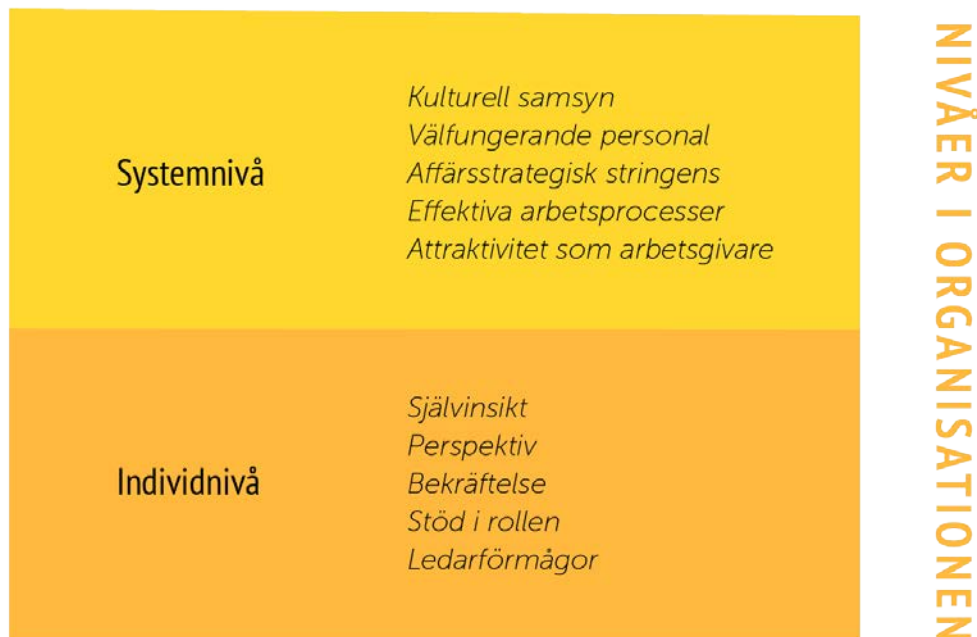 Systemnivå
Kulturell samsyn
Välfungerande personal
Affärsstrategisk stringens
Effektiva arbetsprocesser
Attraktivitet som arbetsgivare
Individnivå
Självinsikt
Perspektiv
Bekräftelse
Stöd i rollen
Ledarförmågor
NIVÅER I ORGANISATIONEN